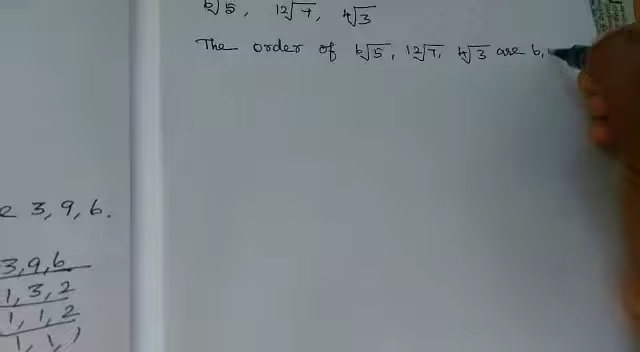 ⁶√5, ¹²√7, ⁴√3
The order of ⁶√5, ¹²√7, ⁴√3 are 6,
e 3, 9, 6.
3, 9, 6
1, 3, 2
1, 1, 2
1, 1, 1